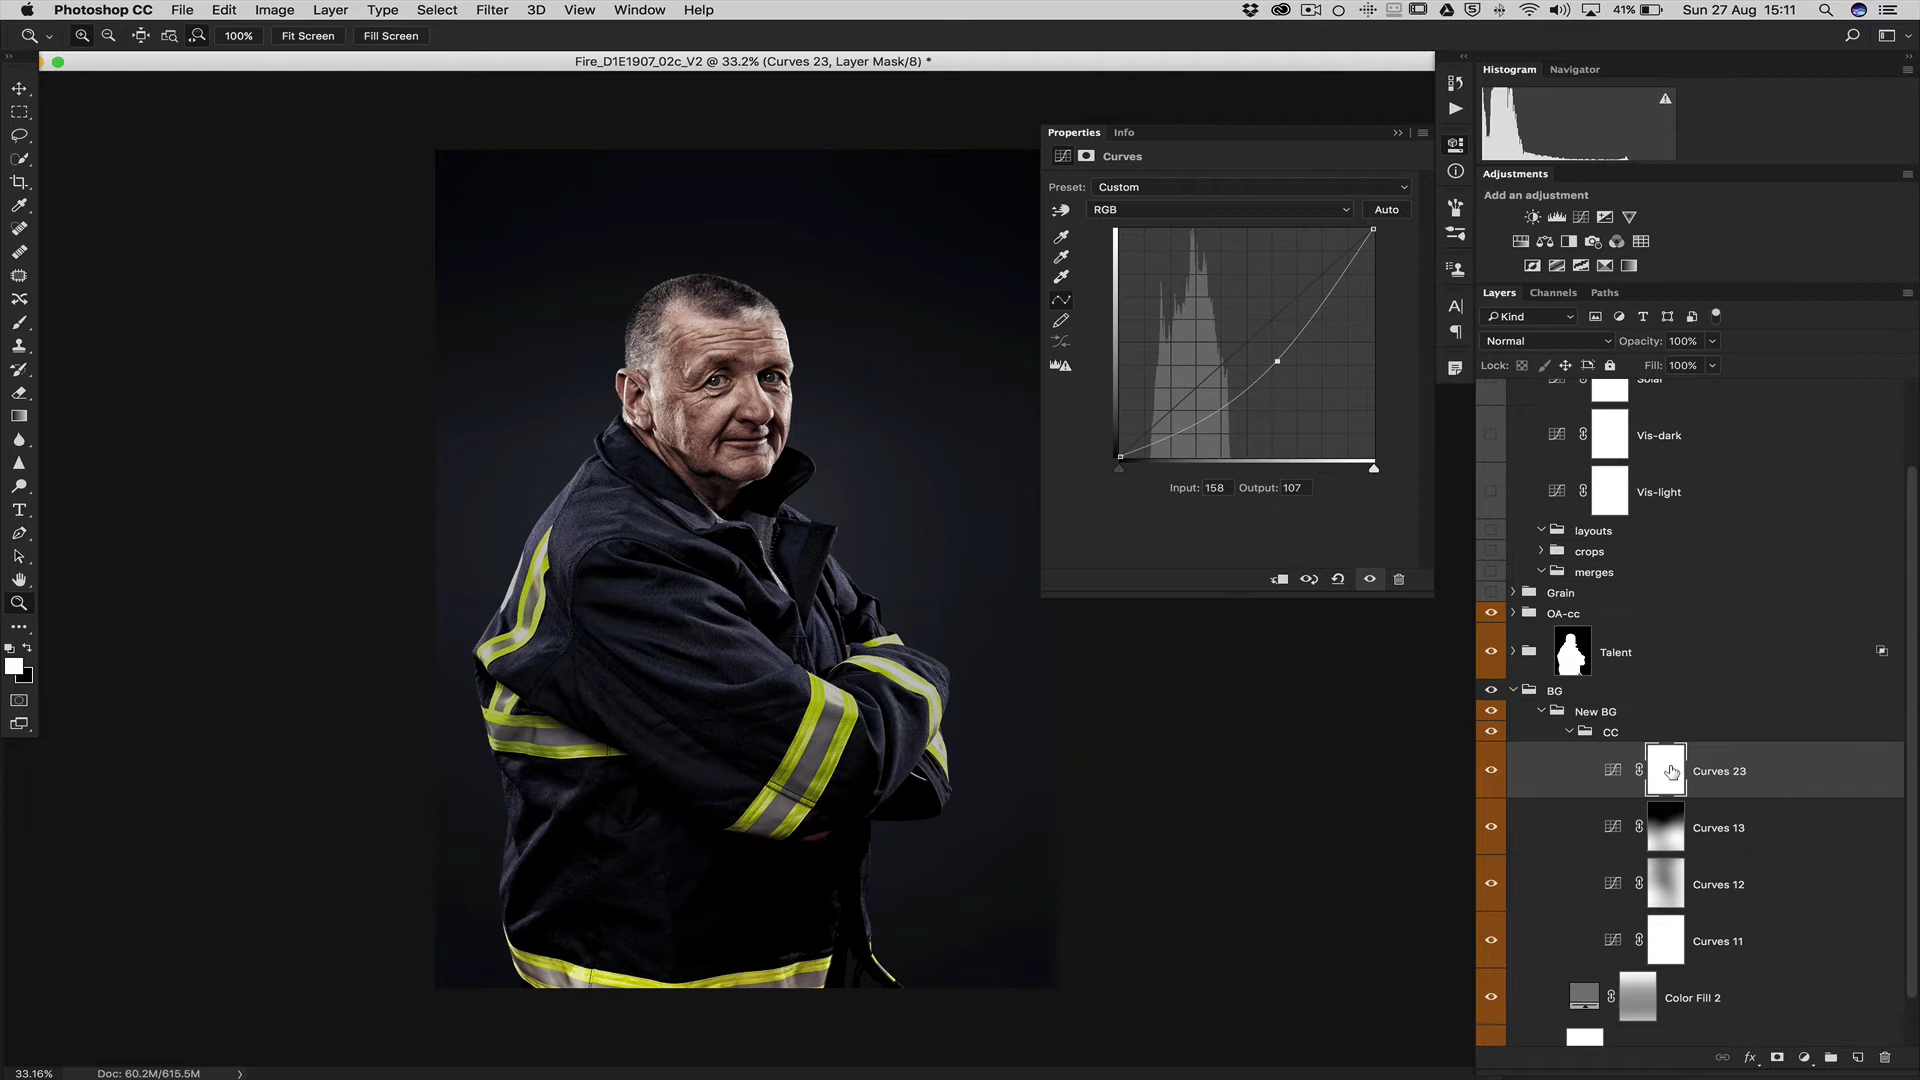 Photoshop CC File Edit Image Layer Type Select Filter 3D View Window Help 41% Sun 27 Aug 15:11
100% Fit Screen Fill Screen
Fire_D1E1907_02c_V2 @ 33.2% (Curves 23, Layer Mask/8) *
Histogram Navigator
Properties Info
Curves
Preset: Custom
RGB Auto
Input: 158 Output: 107
Adjustments
Add an adjustment
Layers Channels Paths
Kind
Normal Opacity: 100%
Lock: Fill: 100%
Solar
Vis-dark
Vis-light
layouts
crops
merges
Grain
OA-cc
Talent
BG
New BG
CC
Curves 23
Curves 13
Curves 12
Curves 11
Color Fill 2
fx
33.16% Doc: 60.2M/615.5M